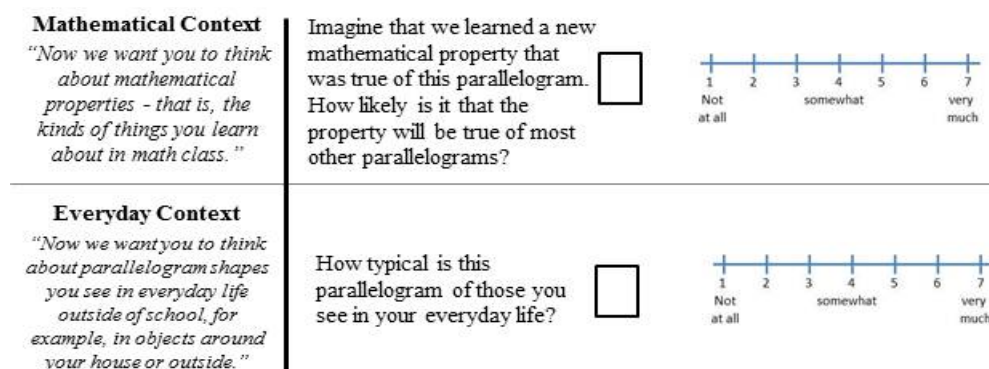 Mathematical Context
“Now we want you to think
about mathematical
properties - that is, the
kinds of things you learn
about in math class.”
Imagine that we learned a new
mathematical property that
was true of this parallelogram.
How likely is it that the
property will be true of most
other parallelograms?
1 2 3 4 5 6 7
Not somewhat very
at all much
Everyday Context
“Now we want you to think
about parallelogram shapes
you see in everyday life
outside of school, for
example, in objects around
your house or outside.”
How typical is this
parallelogram of those you
see in your everyday life?
1 2 3 4 5 6 7
Not somewhat very
at all much